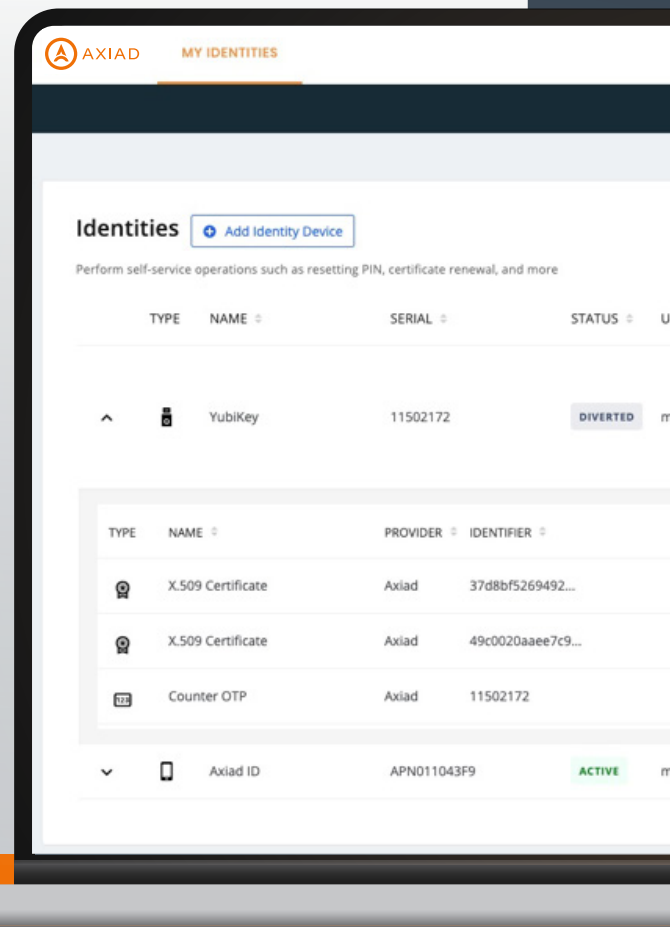 AXIAD MY IDENTITIES
Identities Add Identity Device
Perform self-service operations such as resetting PIN, certificate renewal, and more
TYPE NAME SERIAL STATUS U
YubiKey 11502172 DIVERTED m
TYPE NAME PROVIDER IDENTIFIER
X.509 Certificate Axiad 37d8bf5269492...
X.509 Certificate Axiad 49c0020aaee7c9...
123 Counter OTP Axiad 11502172
Axiad ID APN011043F9 ACTIVE m